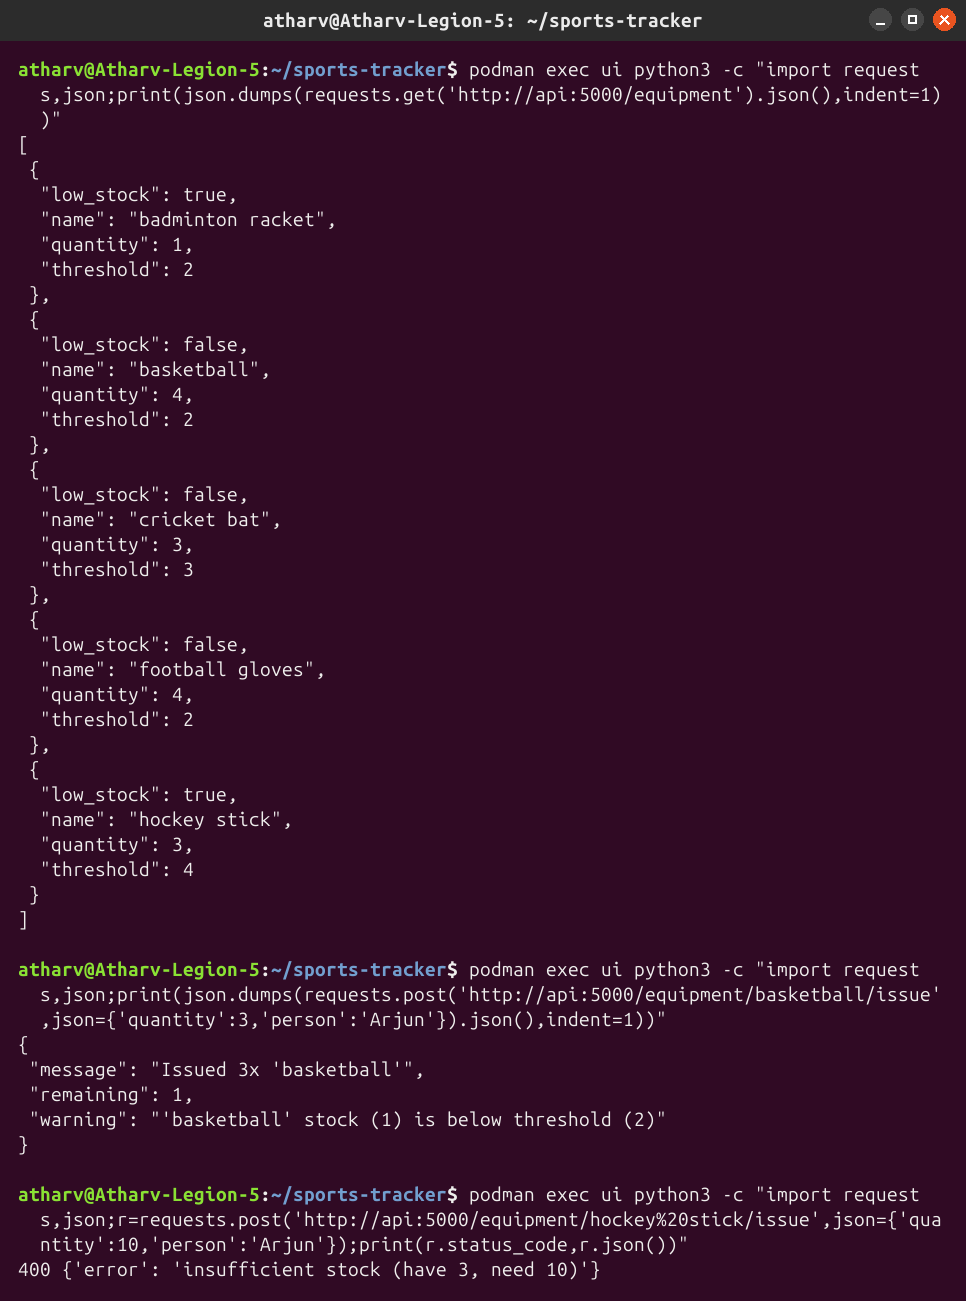 atharv@Atharv-Legion-5: ~/sports-tracker
atharv@Atharv-Legion-5:~/sports-tracker$ podman exec ui python3 -c "import request
s,json;print(json.dumps(requests.get('http://api:5000/equipment').json(),indent=1)
)"
[
 {
  "low_stock": true,
  "name": "badminton racket",
  "quantity": 1,
  "threshold": 2
 },
 {
  "low_stock": false,
  "name": "basketball",
  "quantity": 4,
  "threshold": 2
 },
 {
  "low_stock": false,
  "name": "cricket bat",
  "quantity": 3,
  "threshold": 3
 },
 {
  "low_stock": false,
  "name": "football gloves",
  "quantity": 4,
  "threshold": 2
 },
 {
  "low_stock": true,
  "name": "hockey stick",
  "quantity": 3,
  "threshold": 4
 }
]
atharv@Atharv-Legion-5:~/sports-tracker$ podman exec ui python3 -c "import request
s,json;print(json.dumps(requests.post('http://api:5000/equipment/basketball/issue'
,json={'quantity':3,'person':'Arjun'}).json(),indent=1))"
{
 "message": "Issued 3x 'basketball'",
 "remaining": 1,
 "warning": "'basketball' stock (1) is below threshold (2)"
}
atharv@Atharv-Legion-5:~/sports-tracker$ podman exec ui python3 -c "import request
s,json;r=requests.post('http://api:5000/equipment/hockey%20stick/issue',json={'qua
ntity':10,'person':'Arjun'});print(r.status_code,r.json())"
400 {'error': 'insufficient stock (have 3, need 10)'}